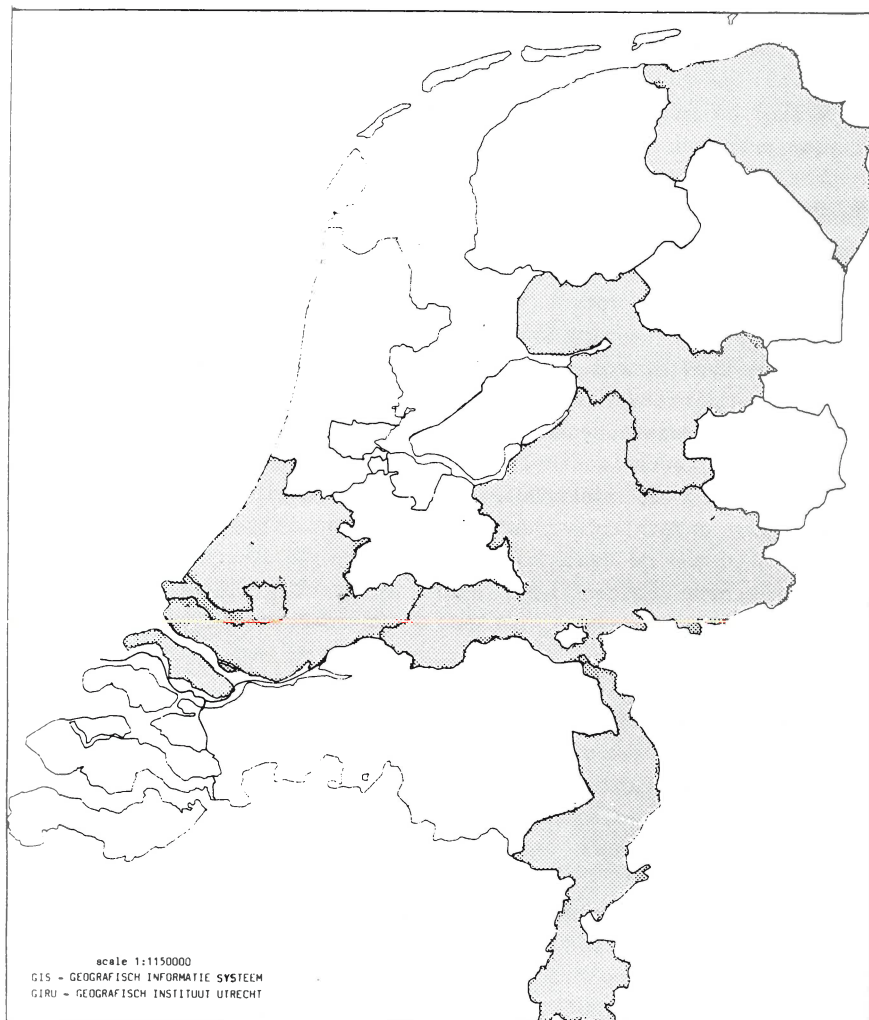 scale 1:1150000
GIS - GEOGRAFISCH INFORMATIE SYSTEEM
GIRU - GEOGRAFISCH INSTITUUT UTRECHT